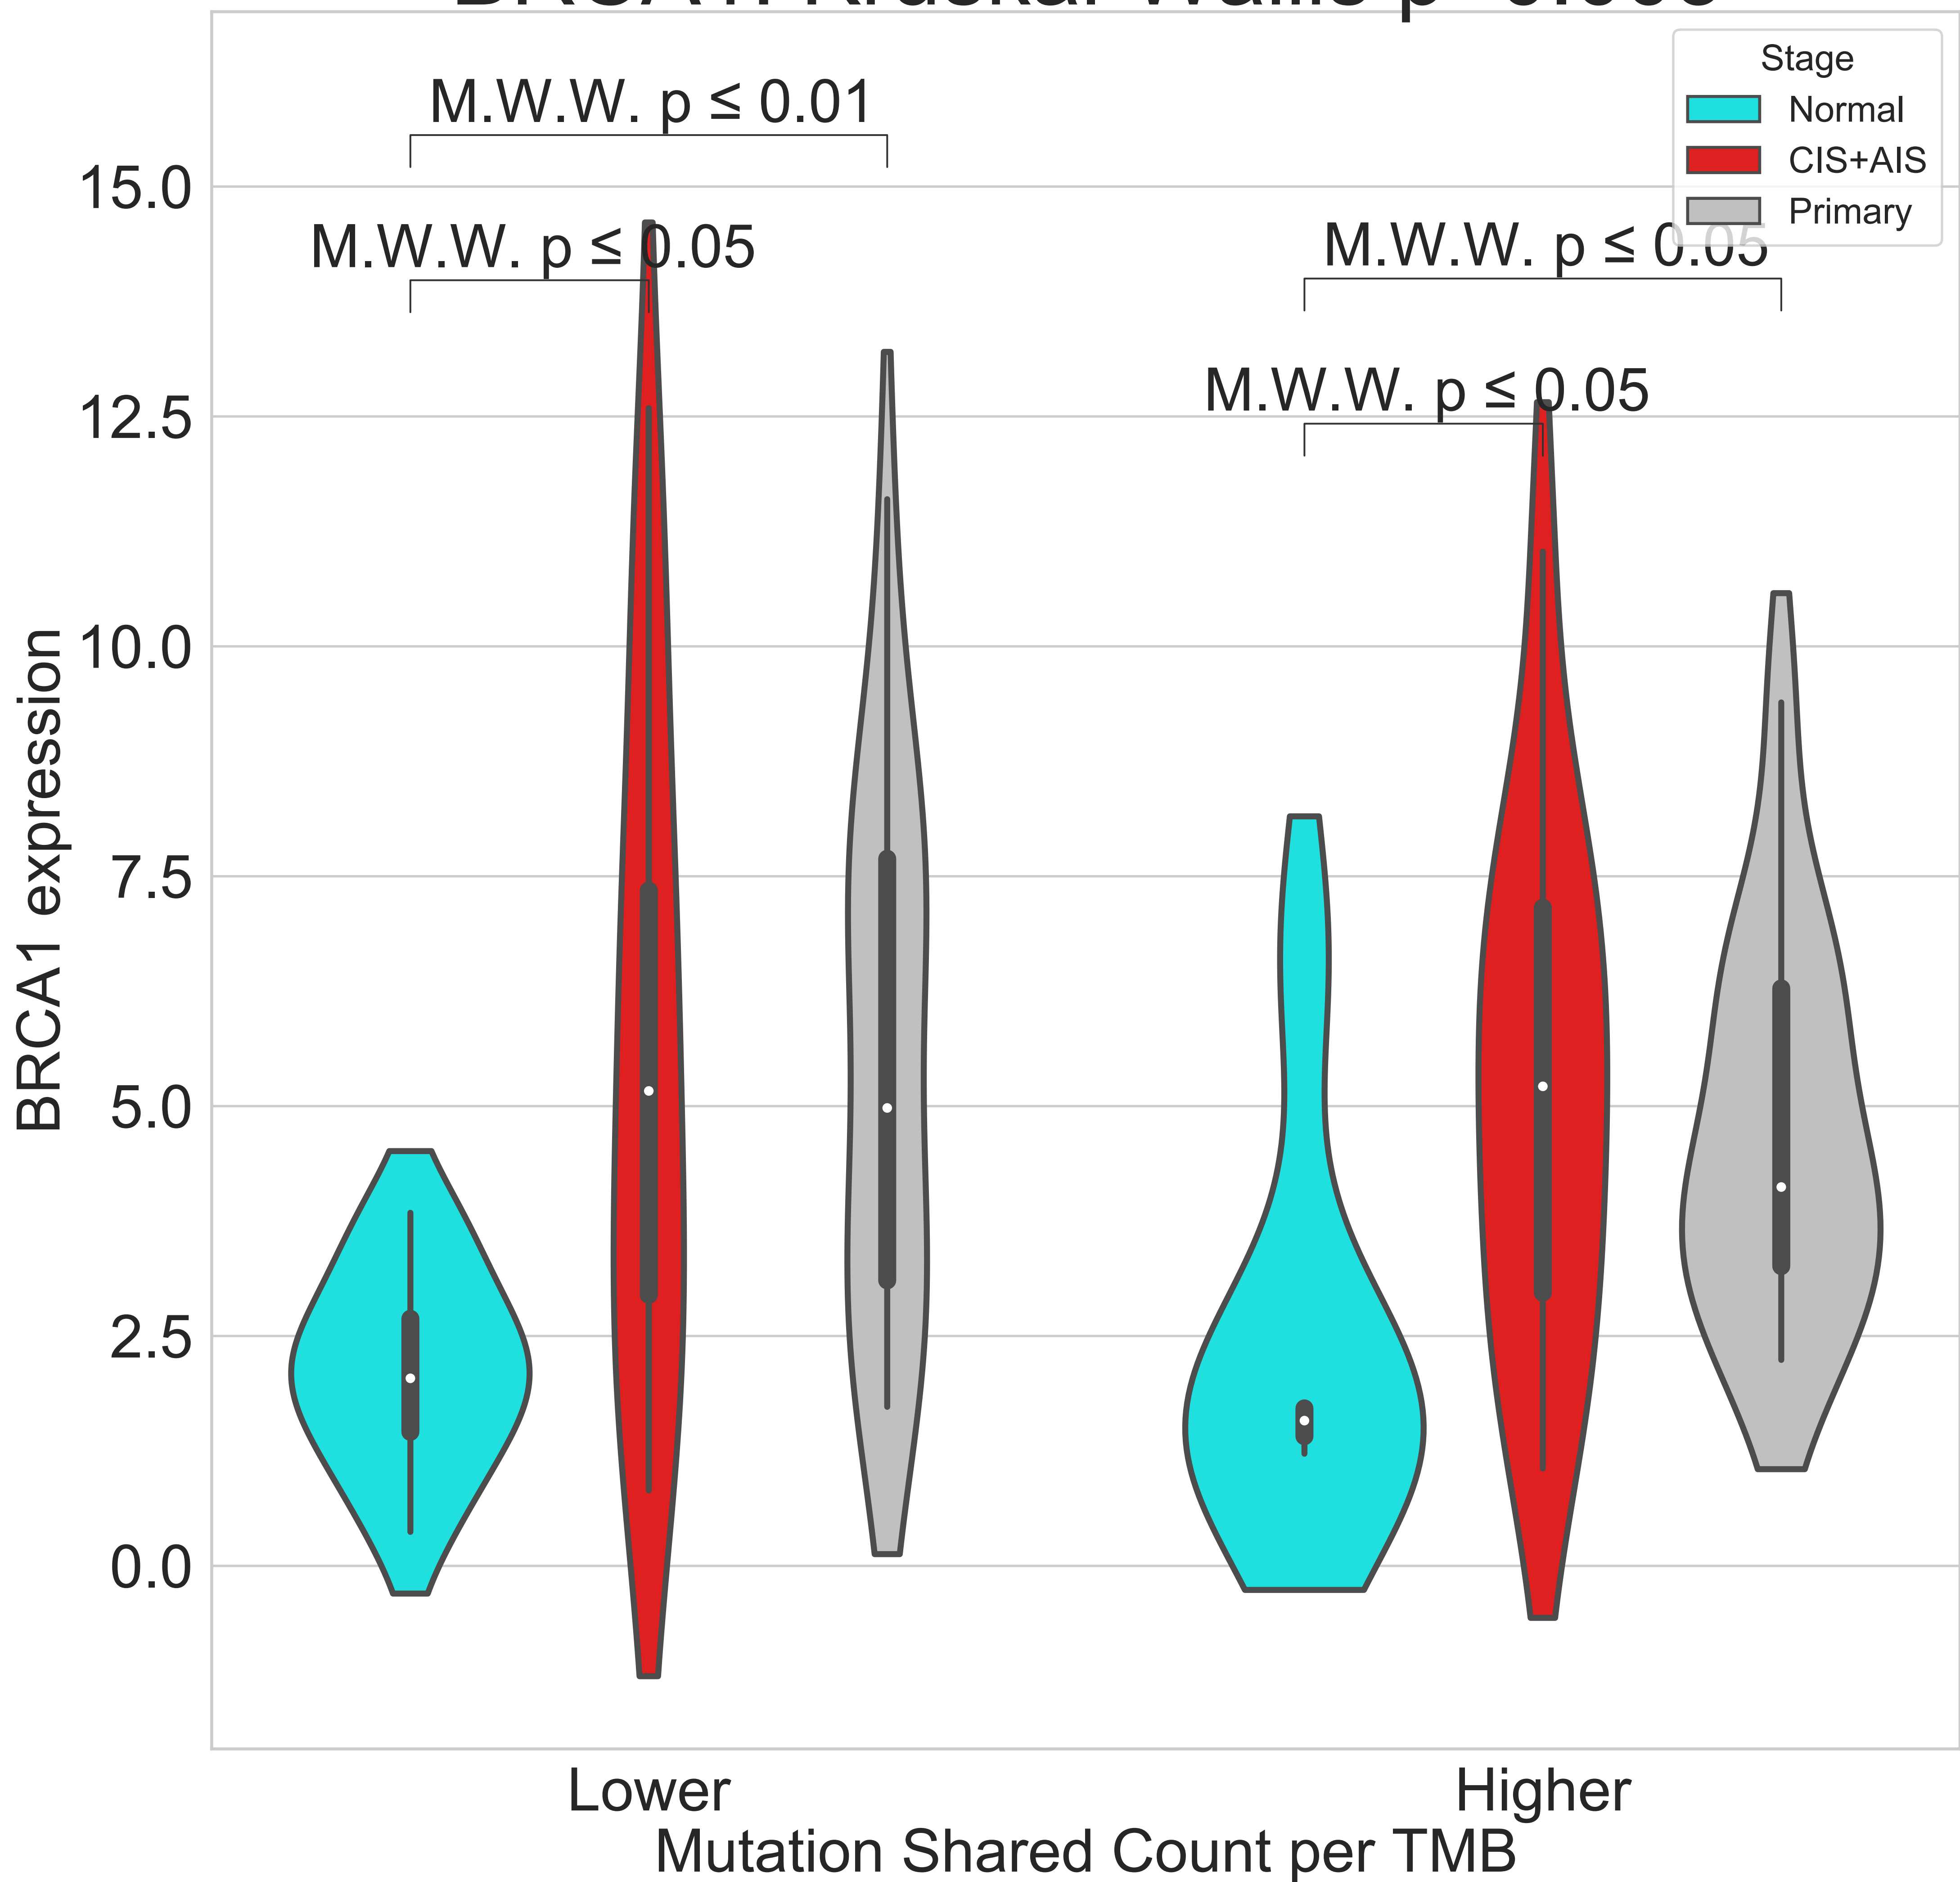 Stage
Normal
CIS+AIS
Primary
M.W.W. p ≤ 0.01
M.W.W. p ≤ 0.05
M.W.W. p ≤ 0.05
M.W.W. p ≤ 0.05
15.0
12.5
10.0
7.5
5.0
2.5
0.0
BRCA1 expression
Lower
Higher
Mutation Shared Count per TMB